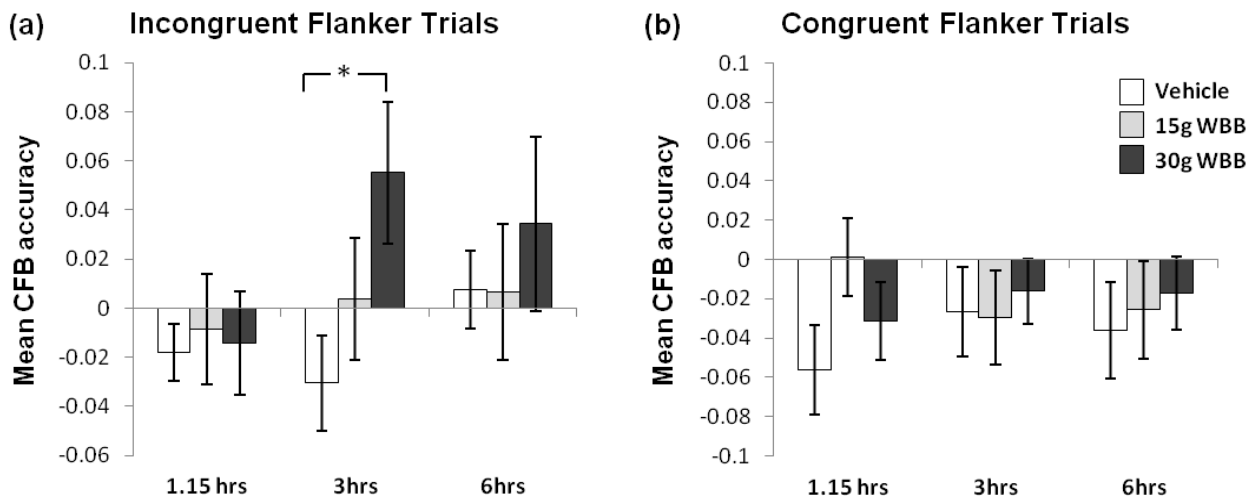 (a) Incongruent Flanker Trials
Mean CFB accuracy
0.1
0.08
0.06
0.04
0.02
0
-0.02
-0.04
-0.06
*
1.15 hrs 3hrs 6hrs
(b) Congruent Flanker Trials
Mean CFB accuracy
0.1
0.08
0.06
0.04
0.02
0
-0.02
-0.04
-0.06
-0.08
-0.1
Vehicle
15g WBB
30g WBB
1.15 hrs 3hrs 6hrs